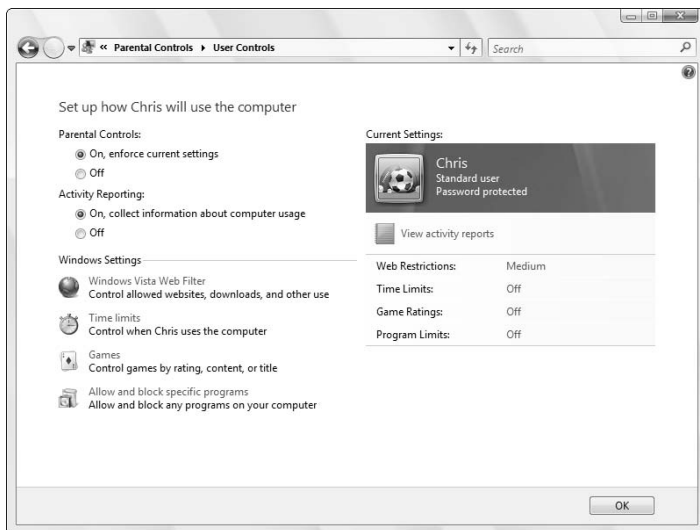 « Parental Controls ▸ User Controls
Search
Set up how Chris will use the computer
Parental Controls:
On, enforce current settings
Off
Activity Reporting:
On, collect information about computer usage
Off
Windows Settings
Windows Vista Web Filter
Control allowed websites, downloads, and other use
Time limits
Control when Chris uses the computer
Games
Control games by rating, content, or title
Allow and block specific programs
Allow and block any programs on your computer
Current Settings:
Chris
Standard user
Password protected
View activity reports
Web Restrictions: Medium
Time Limits: Off
Game Ratings: Off
Program Limits: Off
OK